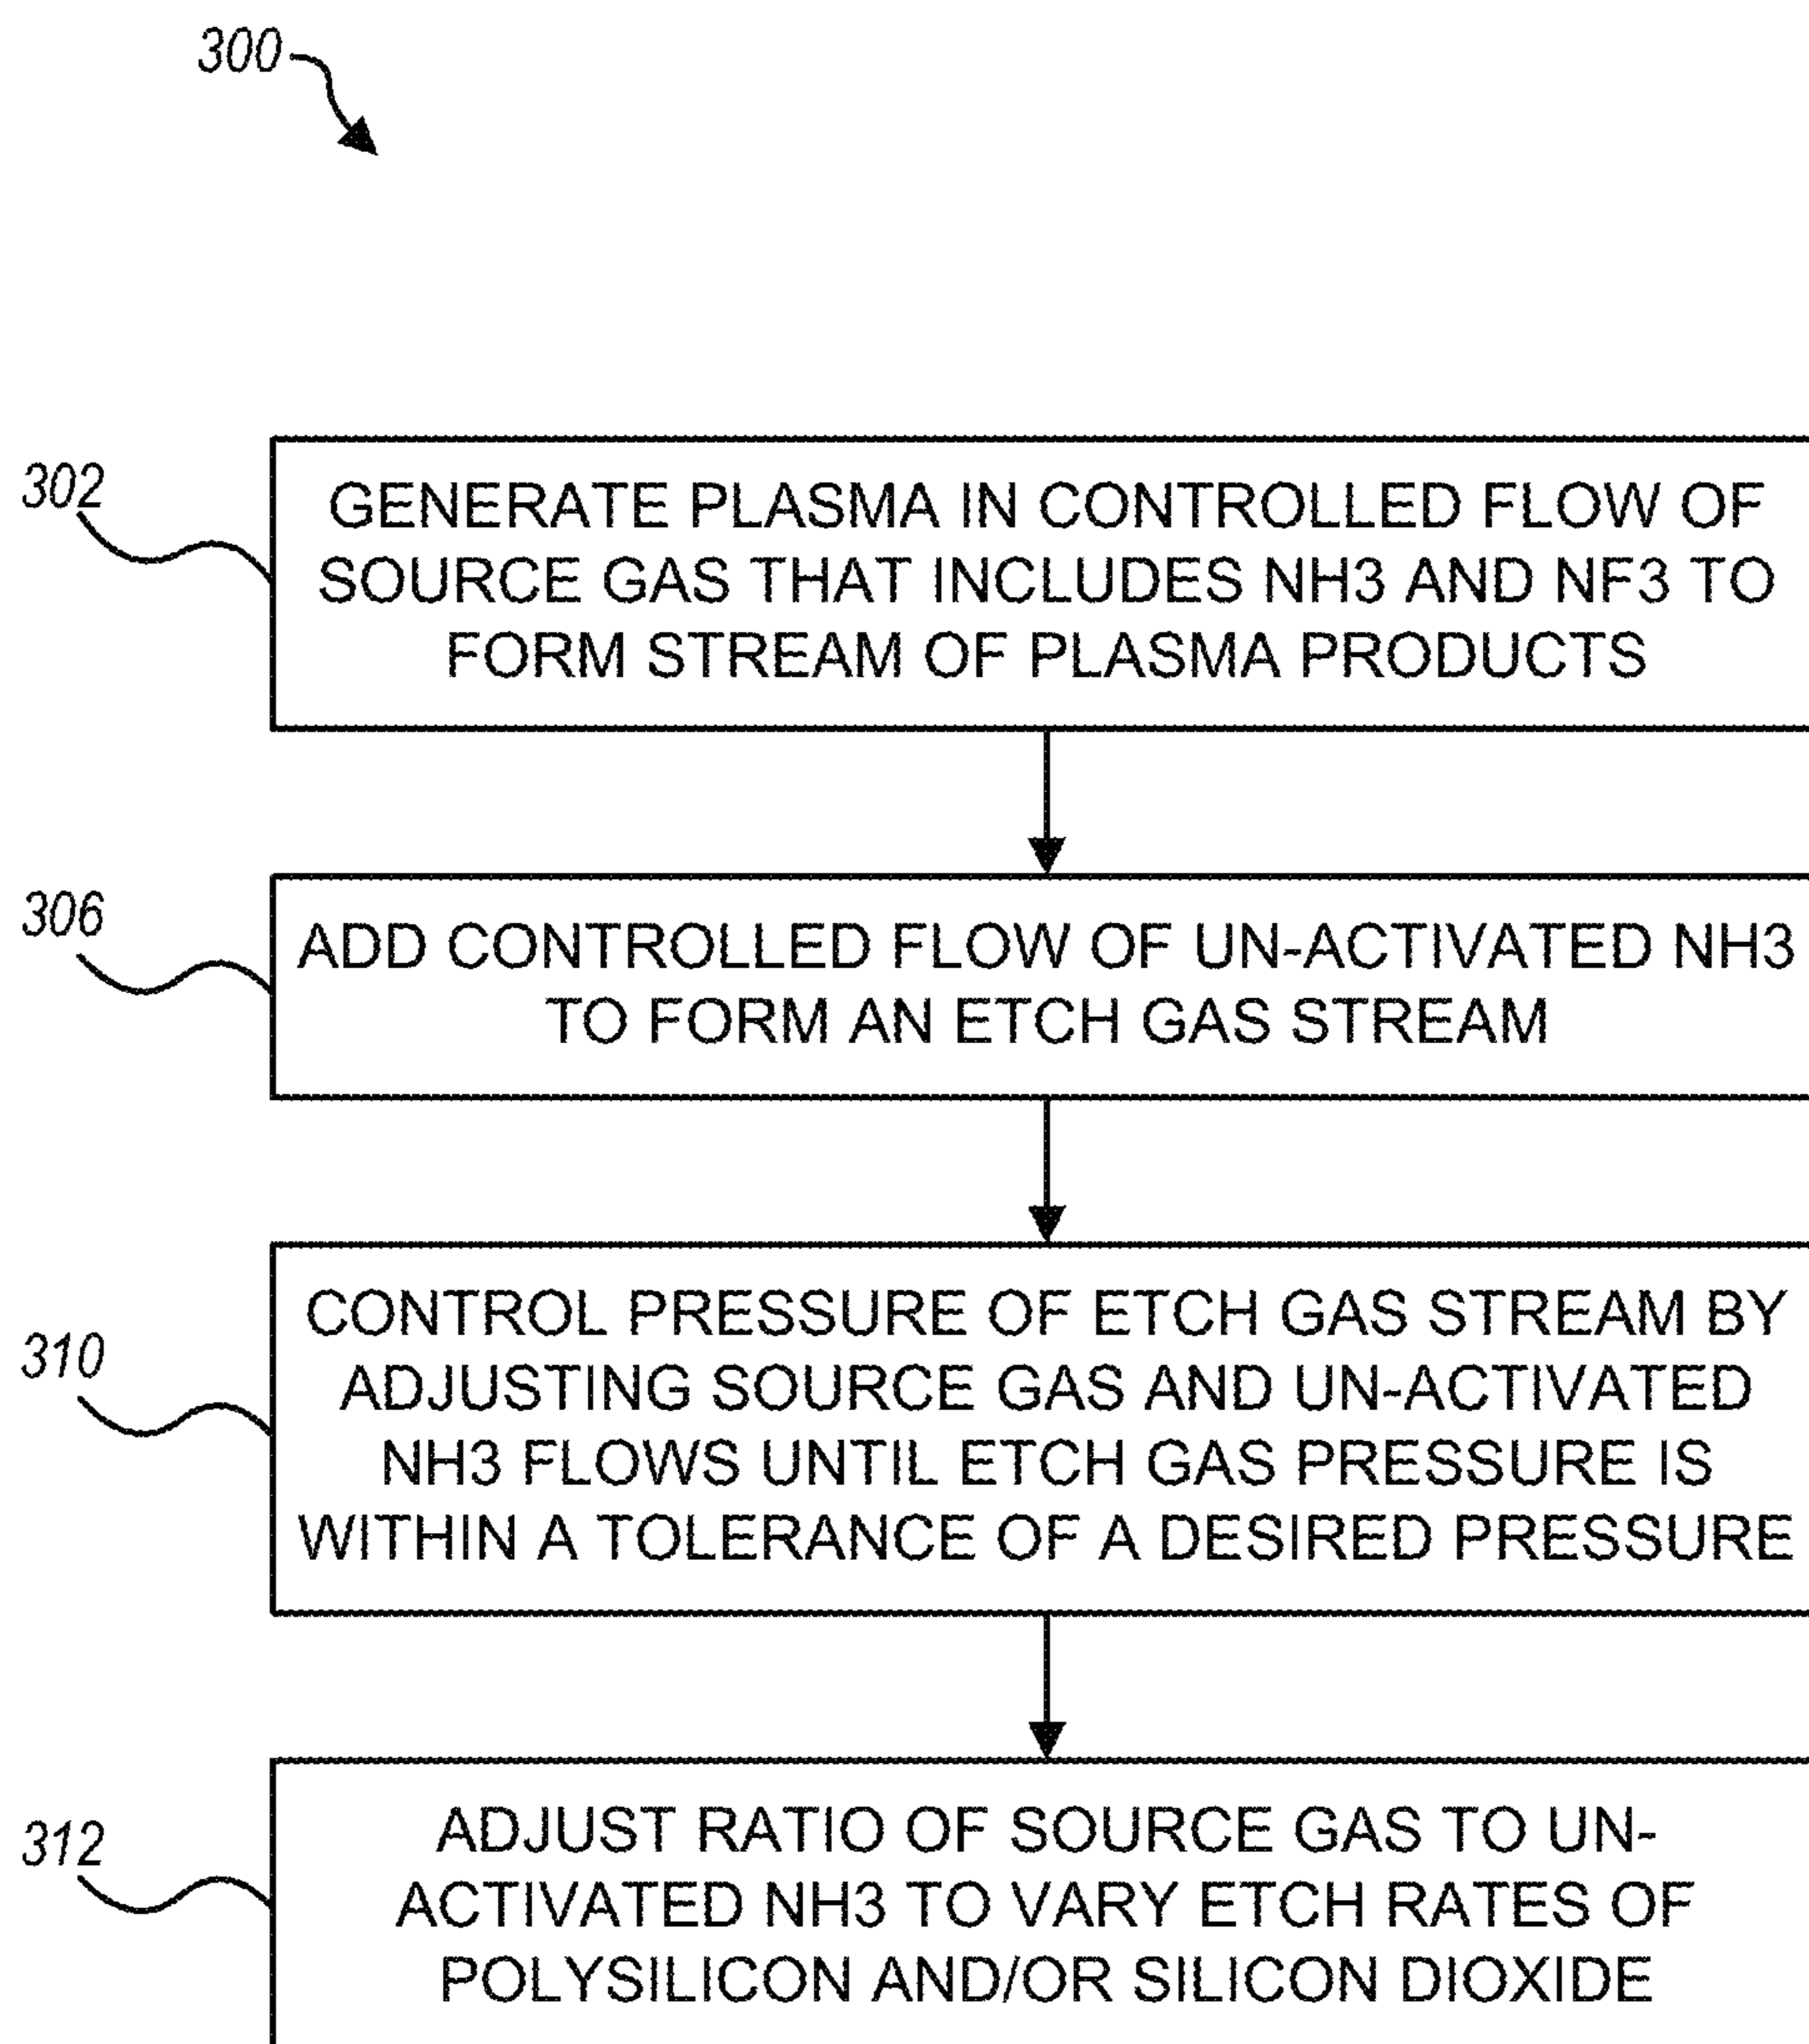 300
302
GENERATE PLASMA IN CONTROLLED FLOW OF
SOURCE GAS THAT INCLUDES NH3 AND NF3 TO
FORM STREAM OF PLASMA PRODUCTS
306
ADD CONTROLLED FLOW OF UN-ACTIVATED NH3
TO FORM AN ETCH GAS STREAM
310
CONTROL PRESSURE OF ETCH GAS STREAM BY
ADJUSTING SOURCE GAS AND UN-ACTIVATED
NH3 FLOWS UNTIL ETCH GAS PRESSURE IS
WITHIN A TOLERANCE OF A DESIRED PRESSURE
312
ADJUST RATIO OF SOURCE GAS TO UN-
ACTIVATED NH3 TO VARY ETCH RATES OF
POLYSILICON AND/OR SILICON DIOXIDE